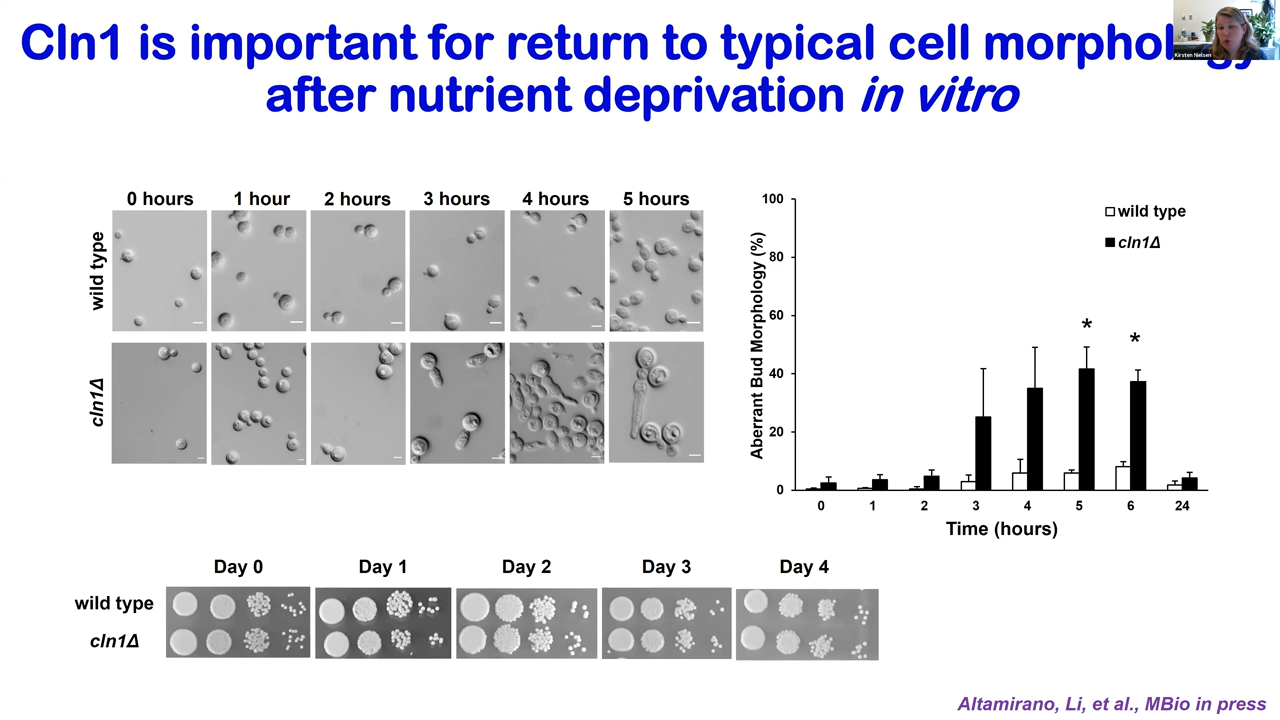 Cln1 is important for return to typical cell morphology
after nutrient deprivation in vitro
Kirsten Nielsen
0 hours 1 hour 2 hours 3 hours 4 hours 5 hours
wild type
cln1Δ
Aberrant Bud Morphology (%)
100
80
60
40
20
0
wild type
cln1Δ
* *
0 1 2 3 4 5 6 24
Time (hours)
Day 0 Day 1 Day 2 Day 3 Day 4
wild type
cln1Δ
Altamirano, Li, et al., MBio in press